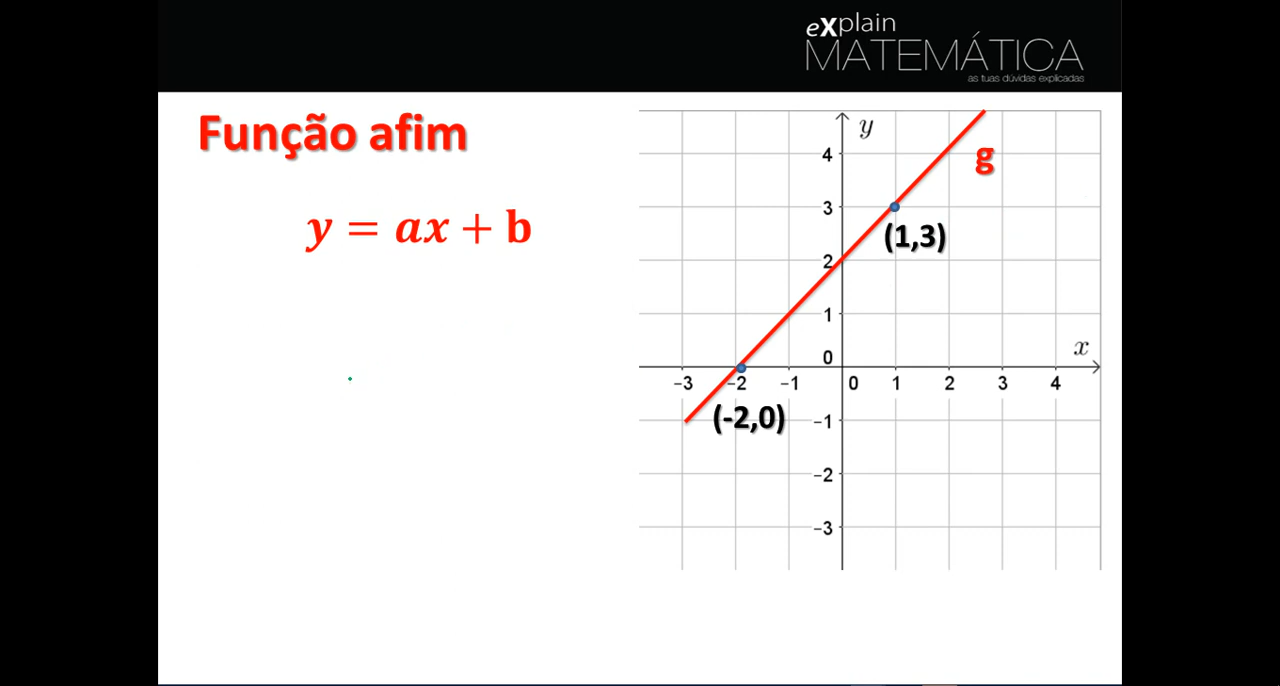 eXplain
MATEMÁTICA
as tuas dúvidas explicadas
Função afim
y = ax + b
y
g
4
3
(1,3)
2
1
0
x
-3 -2 -1 0 1 2 3 4
(-2,0)
-1
-2
-3